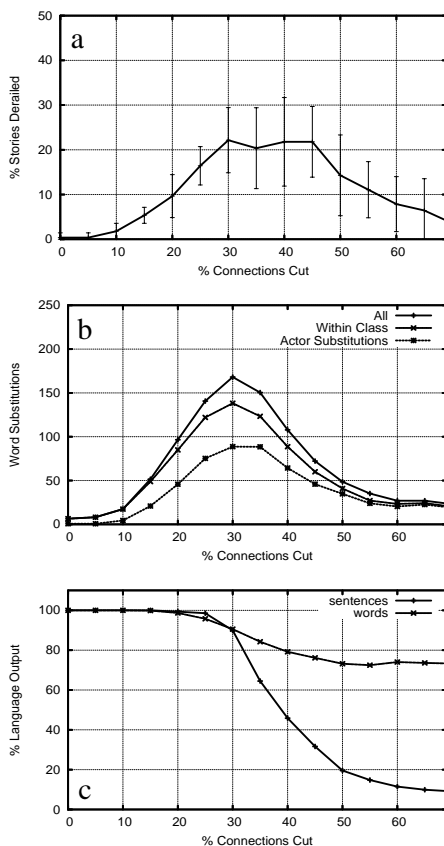 50
40
30
20
10
0
% Stories Derailed
a
0 10 20 30 40 50 60
% Connections Cut
250
200
150
100
50
0
Word Substitutions
b
All
Within Class
Actor Substitutions
0 10 20 30 40 50 60
% Connections Cut
100
80
60
40
20
0
% Language Output
c
sentences
words
0 10 20 30 40 50 60
% Connections Cut